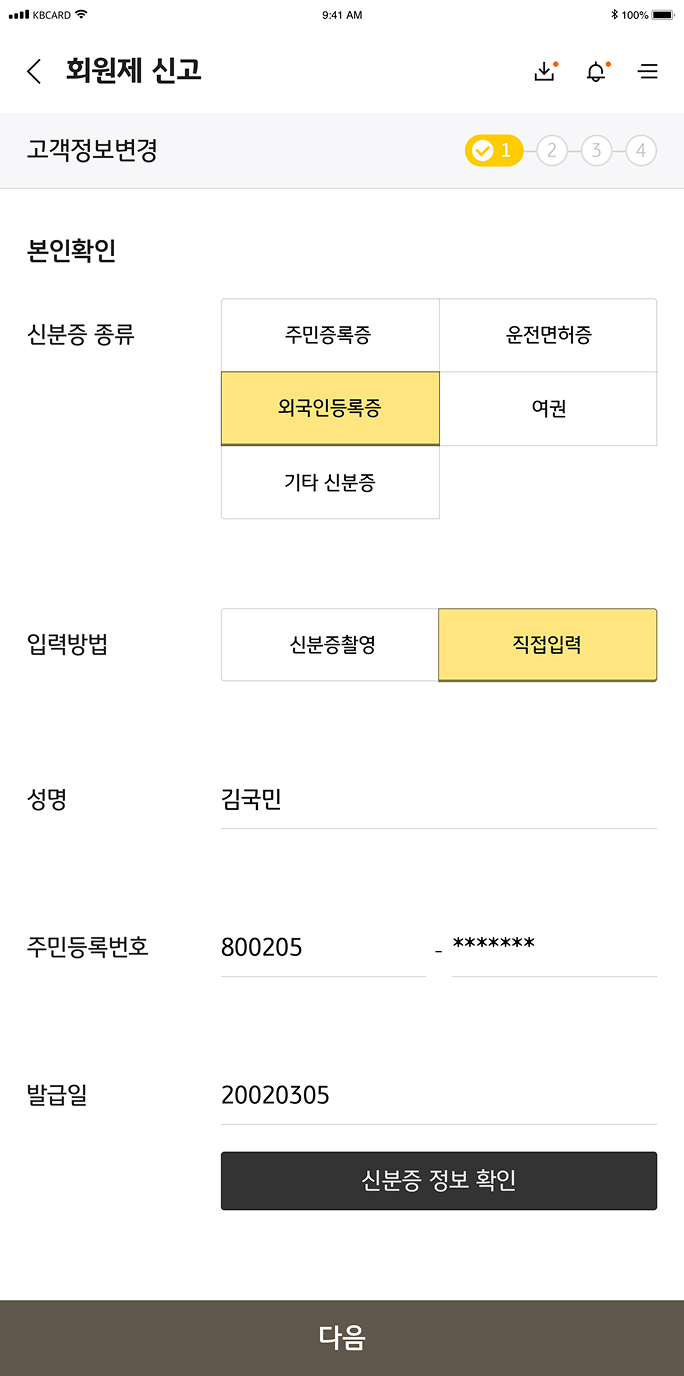 KBCARD 9:41 AM 100%
회원제 신고
고객정보변경 1 2 3 4
본인확인
신분증 종류 주민증록증 운전면허증
외국인등록증 여권
기타 신분증
입력방법 신분증촬영 직접입력
성명 김국민
주민등록번호 800205 - *******
발급일 20020305
신분증 정보 확인
다음